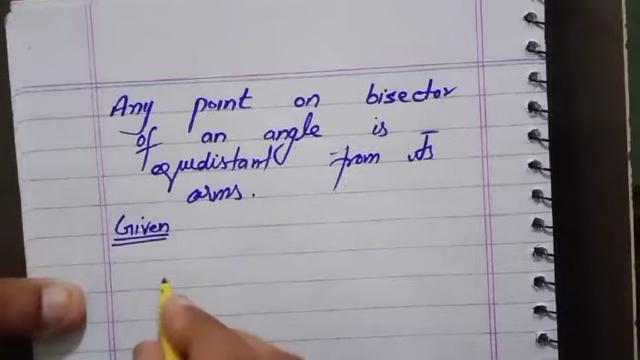 Any point on bisector
of an angle is
equidistant from its
arms.
Given